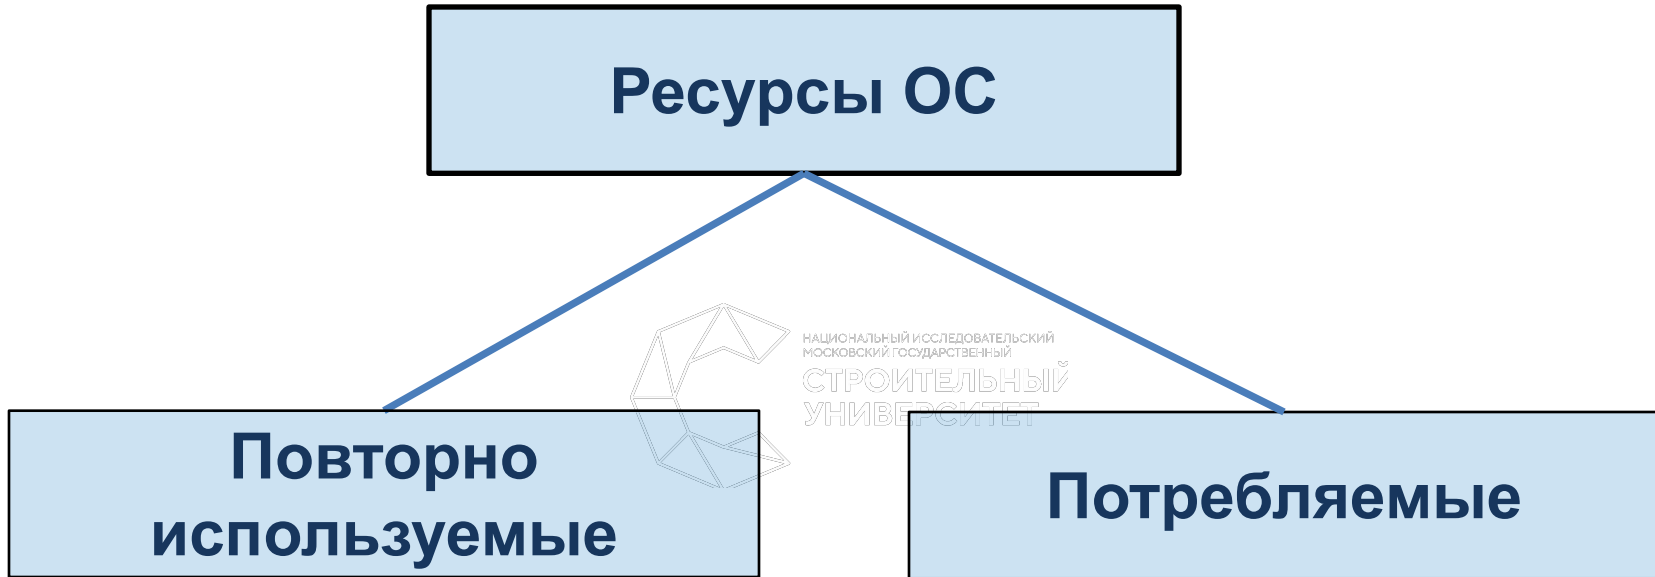 Ресурсы ОС
НАЦИОНАЛЬНЫЙ ИССЛЕДОВАТЕЛЬСКИЙ
МОСКОВСКИЙ ГОСУДАРСТВЕННЫЙ
СТРОИТЕЛЬНЫЙ
УНИВЕРСИТЕТ
Повторно
используемые
Потребляемые